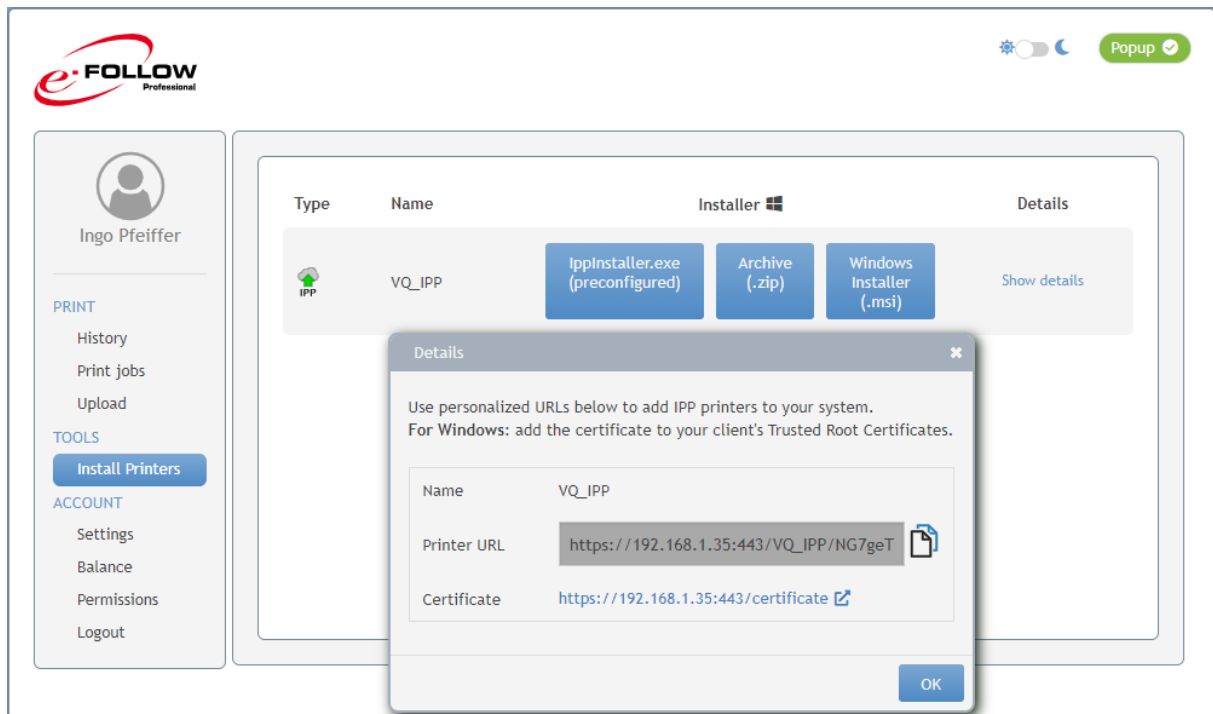 e-FOLLOW
Professional
Popup
Ingo Pfeiffer
PRINT
History
Print jobs
Upload
TOOLS
Install Printers
ACCOUNT
Settings
Balance
Permissions
Logout
Type Name Installer Details
IPP
VQ_IPP
IppInstaller.exe
(preconfigured)
Archive
(.zip)
Windows
Installer
(.msi)
Show details
Details
Use personalized URLs below to add IPP printers to your system.
For Windows: add the certificate to your client's Trusted Root Certificates.
Name VQ_IPP
Printer URL https://192.168.1.35:443/VQ_IPP/NG7geT
Certificate https://192.168.1.35:443/certificate
OK